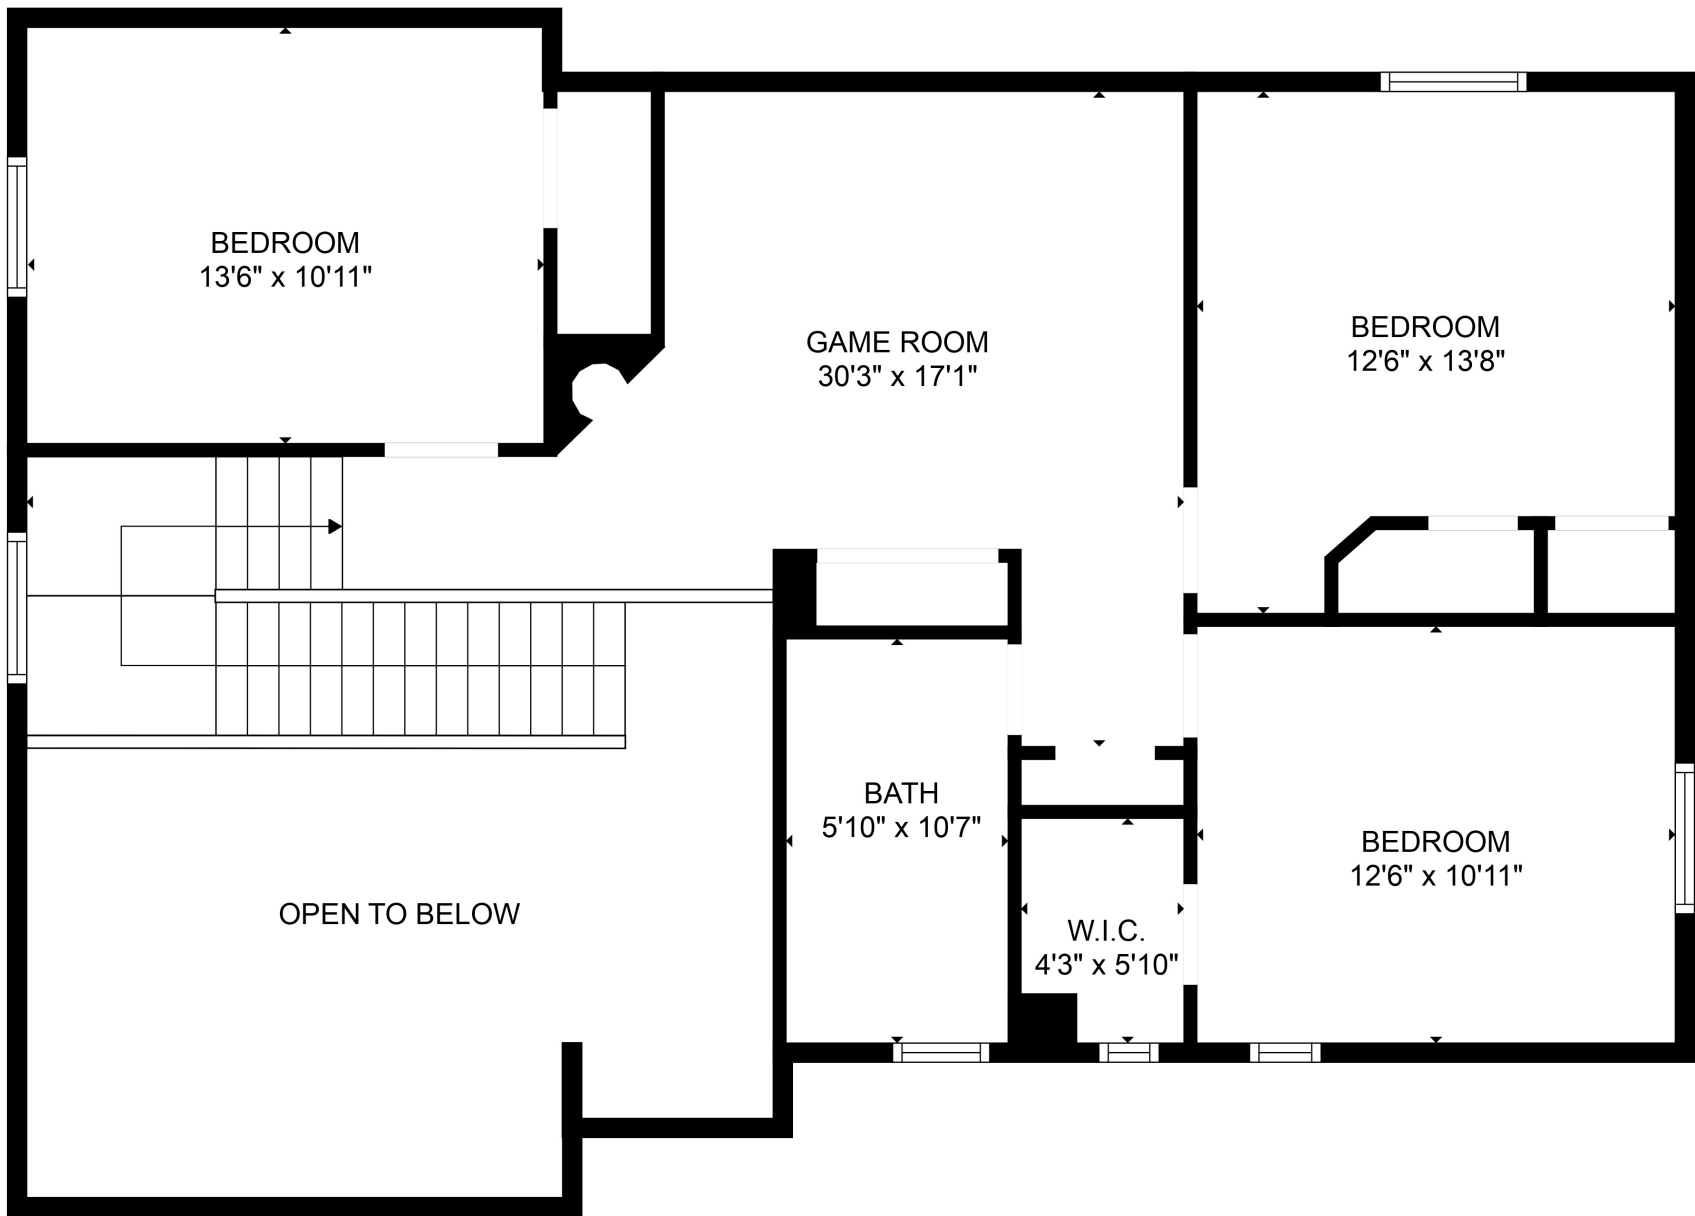 BEDROOM
13'6" x 10'11"
GAME ROOM
30'3" x 17'1"
BEDROOM
12'6" x 13'8"
BATH
5'10" x 10'7"
BEDROOM
12'6" x 10'11"
OPEN TO BELOW
W.I.C.
4'3" x 5'10"